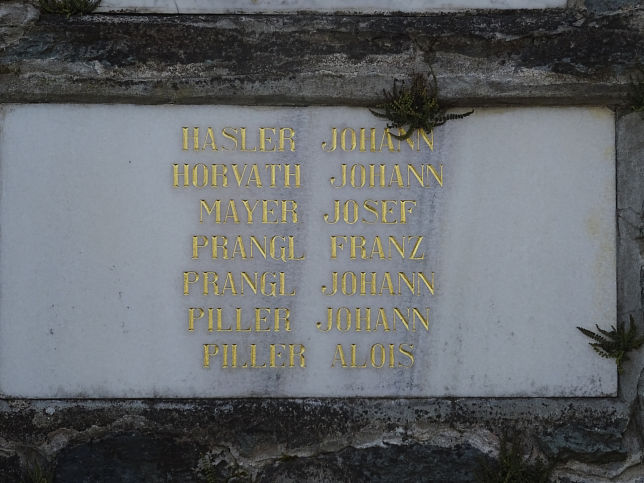 HASLER JOHANN
HORVATH JOHANN
MAYER JOSEF
PRANGL FRANZ
PRANGL JOHANN
PILLER JOHANN
PILLER ALOIS